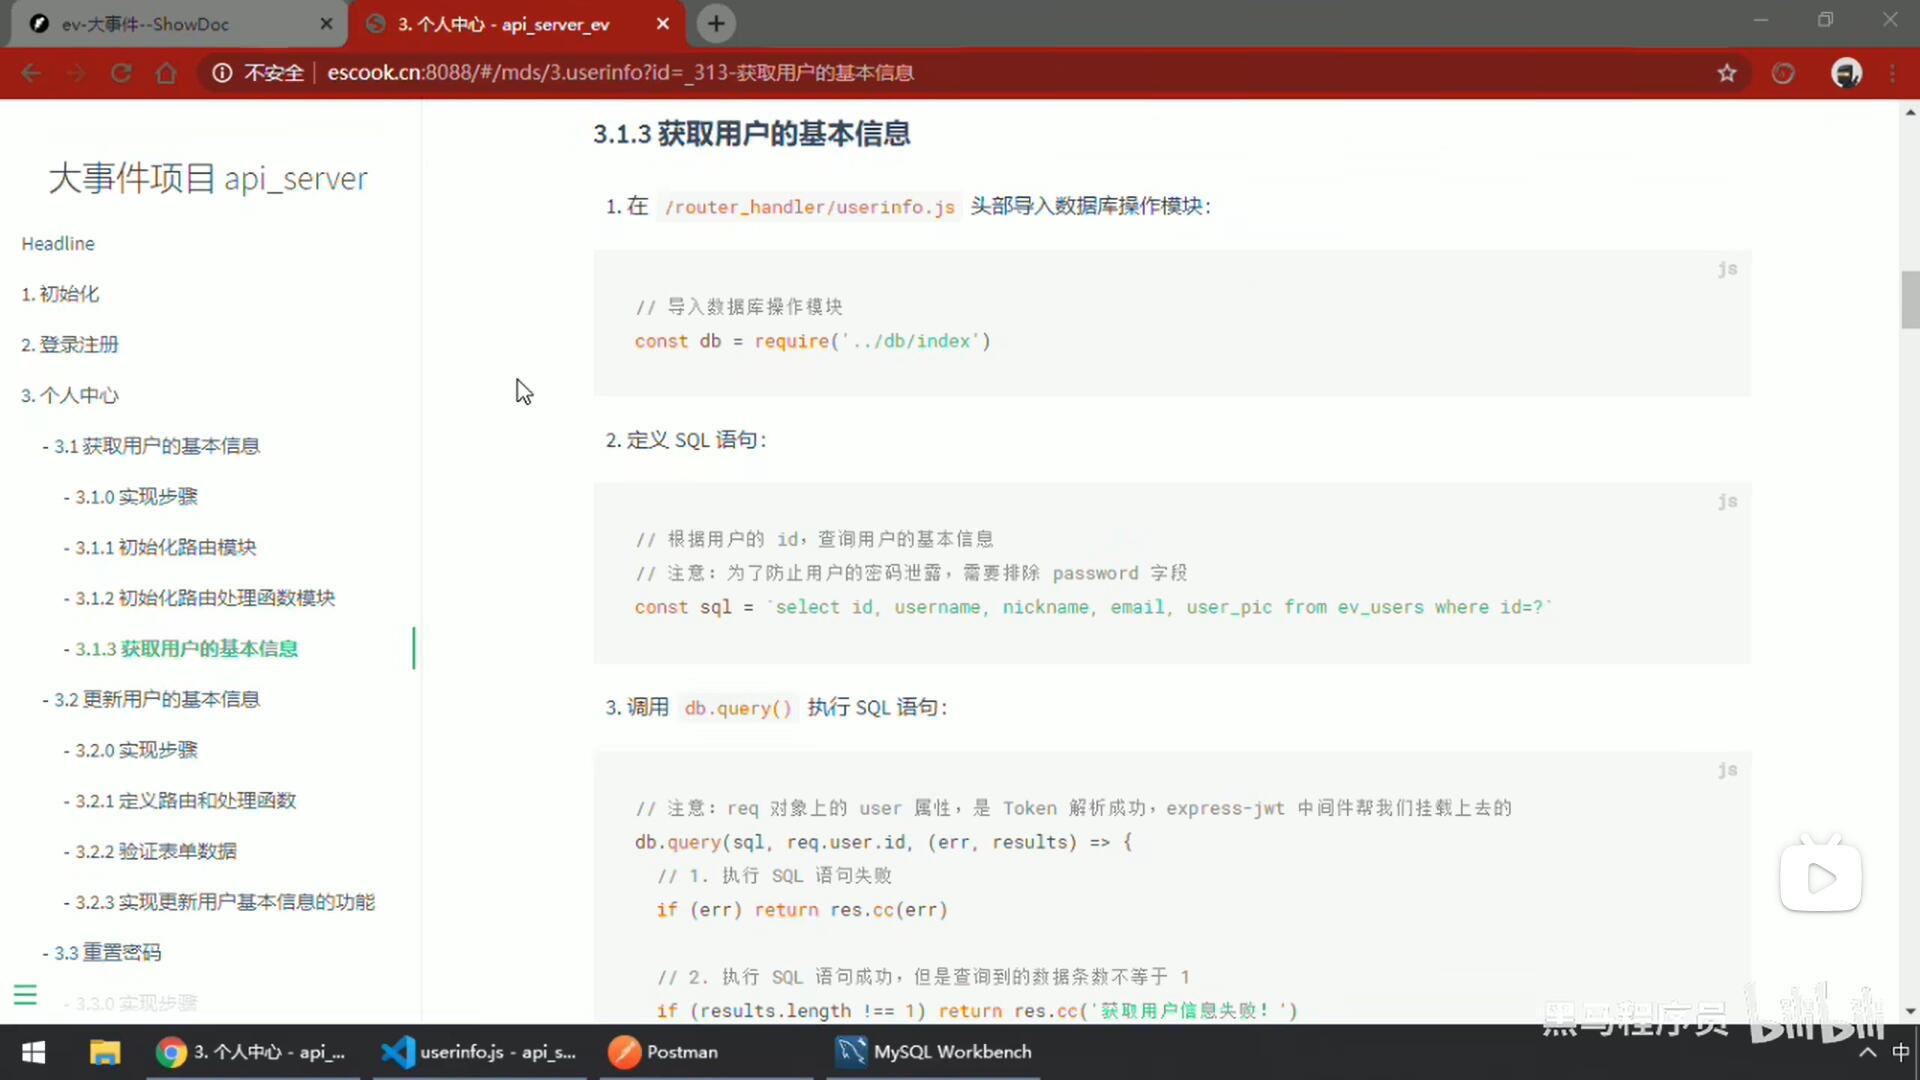 ev-大事件--ShowDoc
3. 个人中心 - api_server_ev
不安全
escook.cn:8088/#/mds/3.userinfo?id=_313-获取用户的基本信息
大事件项目 api_server
Headline
1. 初始化
2. 登录注册
3. 个人中心
- 3.1 获取用户的基本信息
- 3.1.0 实现步骤
- 3.1.1 初始化路由模块
- 3.1.2 初始化路由处理函数模块
- 3.1.3 获取用户的基本信息
- 3.2 更新用户的基本信息
- 3.2.0 实现步骤
- 3.2.1 定义路由和处理函数
- 3.2.2 验证表单数据
- 3.2.3 实现更新用户基本信息的功能
- 3.3 重置密码
- 3.3.0 实现步骤
3.1.3 获取用户的基本信息
1. 在 /router_handler/userinfo.js 头部导入数据库操作模块：
js
// 导入数据库操作模块
const db = require('../db/index')
2. 定义 SQL 语句：
js
// 根据用户的 id，查询用户的基本信息
// 注意：为了防止用户的密码泄露，需要排除 password 字段
const sql = `select id, username, nickname, email, user_pic from ev_users where id=?`
3. 调用 db.query() 执行 SQL 语句：
js
// 注意：req 对象上的 user 属性，是 Token 解析成功，express-jwt 中间件帮我们挂载上去的
db.query(sql, req.user.id, (err, results) => {
// 1. 执行 SQL 语句失败
if (err) return res.cc(err)
// 2. 执行 SQL 语句成功，但是查询到的数据条数不等于 1
if (results.length !== 1) return res.cc('获取用户信息失败！')
黑马程序员 bilibili
3. 个人中心 - api_...
userinfo.js - api_s...
Postman
MySQL Workbench
中